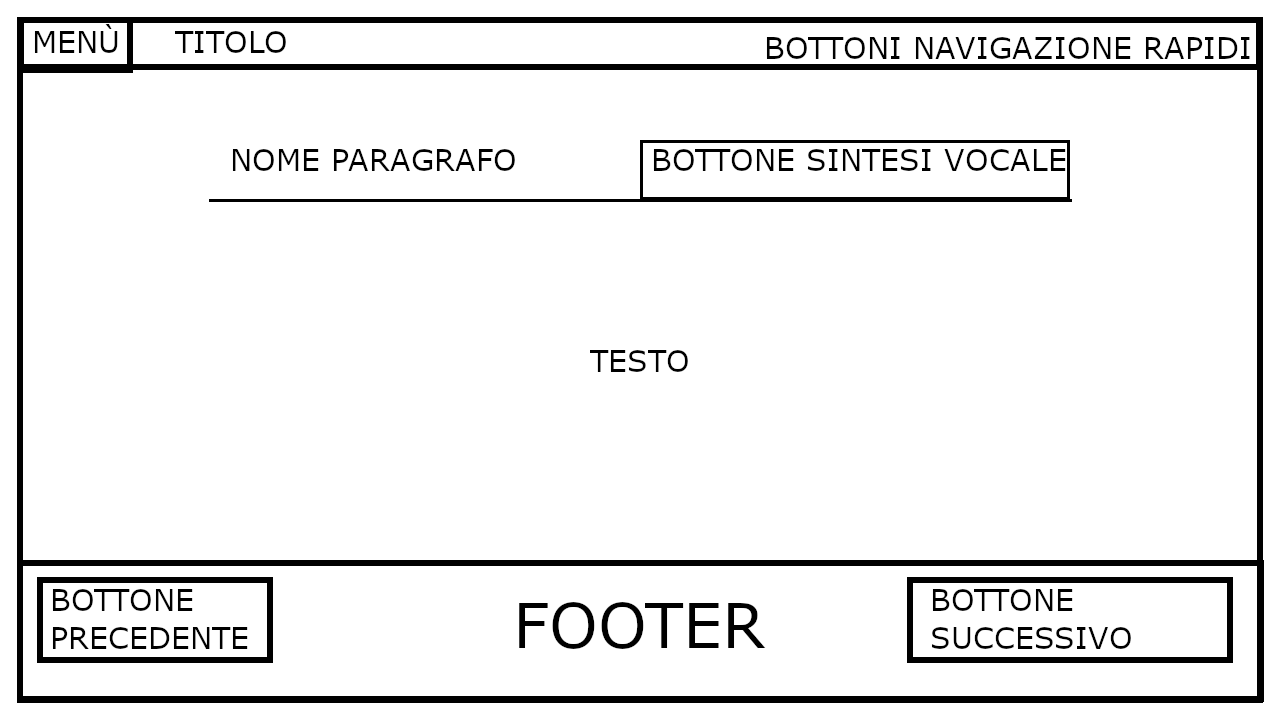 MENÙ
TITOLO
BOTTONI NAVIGAZIONE RAPIDI
NOME PARAGRAFO
BOTTONE SINTESI VOCALE
TESTO
BOTTONE
PRECEDENTE
FOOTER
BOTTONE
SUCCESSIVO